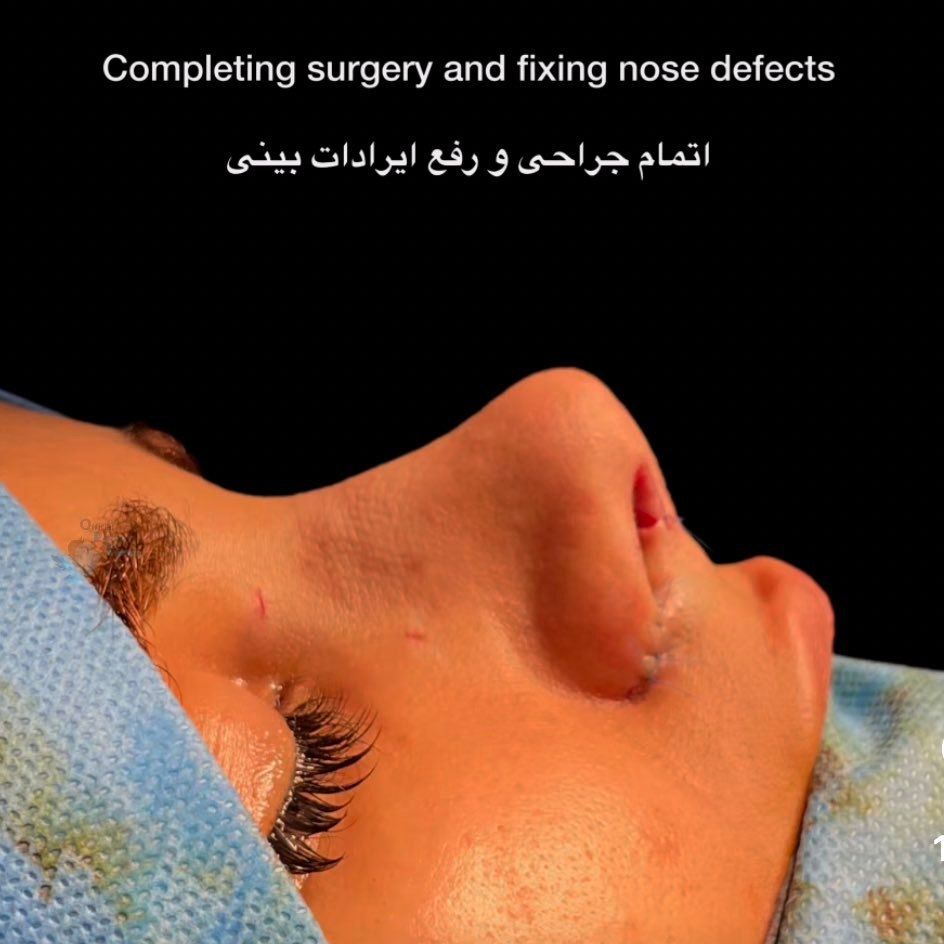 Completing surgery and fixing nose defects
اتمام جراحی و رفع ایرادات بینی